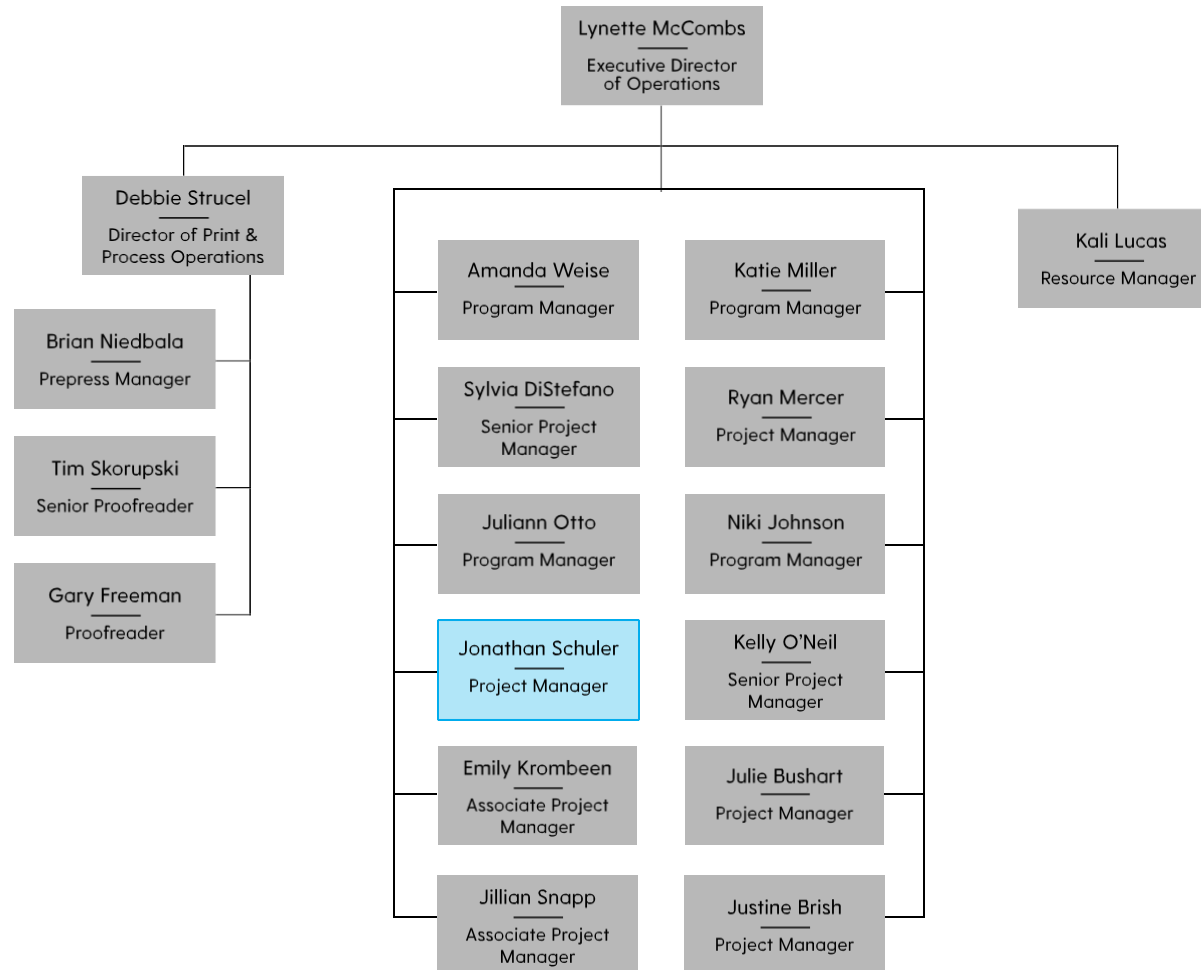 Lynette McCombs
Executive Director
of Operations
Debbie Strucel
Director of Print &
Process Operations
Brian Niedbala
Prepress Manager
Tim Skorupski
Senior Proofreader
Gary Freeman
Proofreader
Amanda Weise
Program Manager
Katie Miller
Program Manager
Sylvia DiStefano
Senior Project
Manager
Ryan Mercer
Project Manager
Juliann Otto
Program Manager
Niki Johnson
Program Manager
Jonathan Schuler
Project Manager
Kelly O'Neil
Senior Project
Manager
Emily Krombeen
Associate Project
Manager
Julie Bushart
Project Manager
Jillian Snapp
Associate Project
Manager
Justine Brish
Project Manager
Kali Lucas
Resource Manager